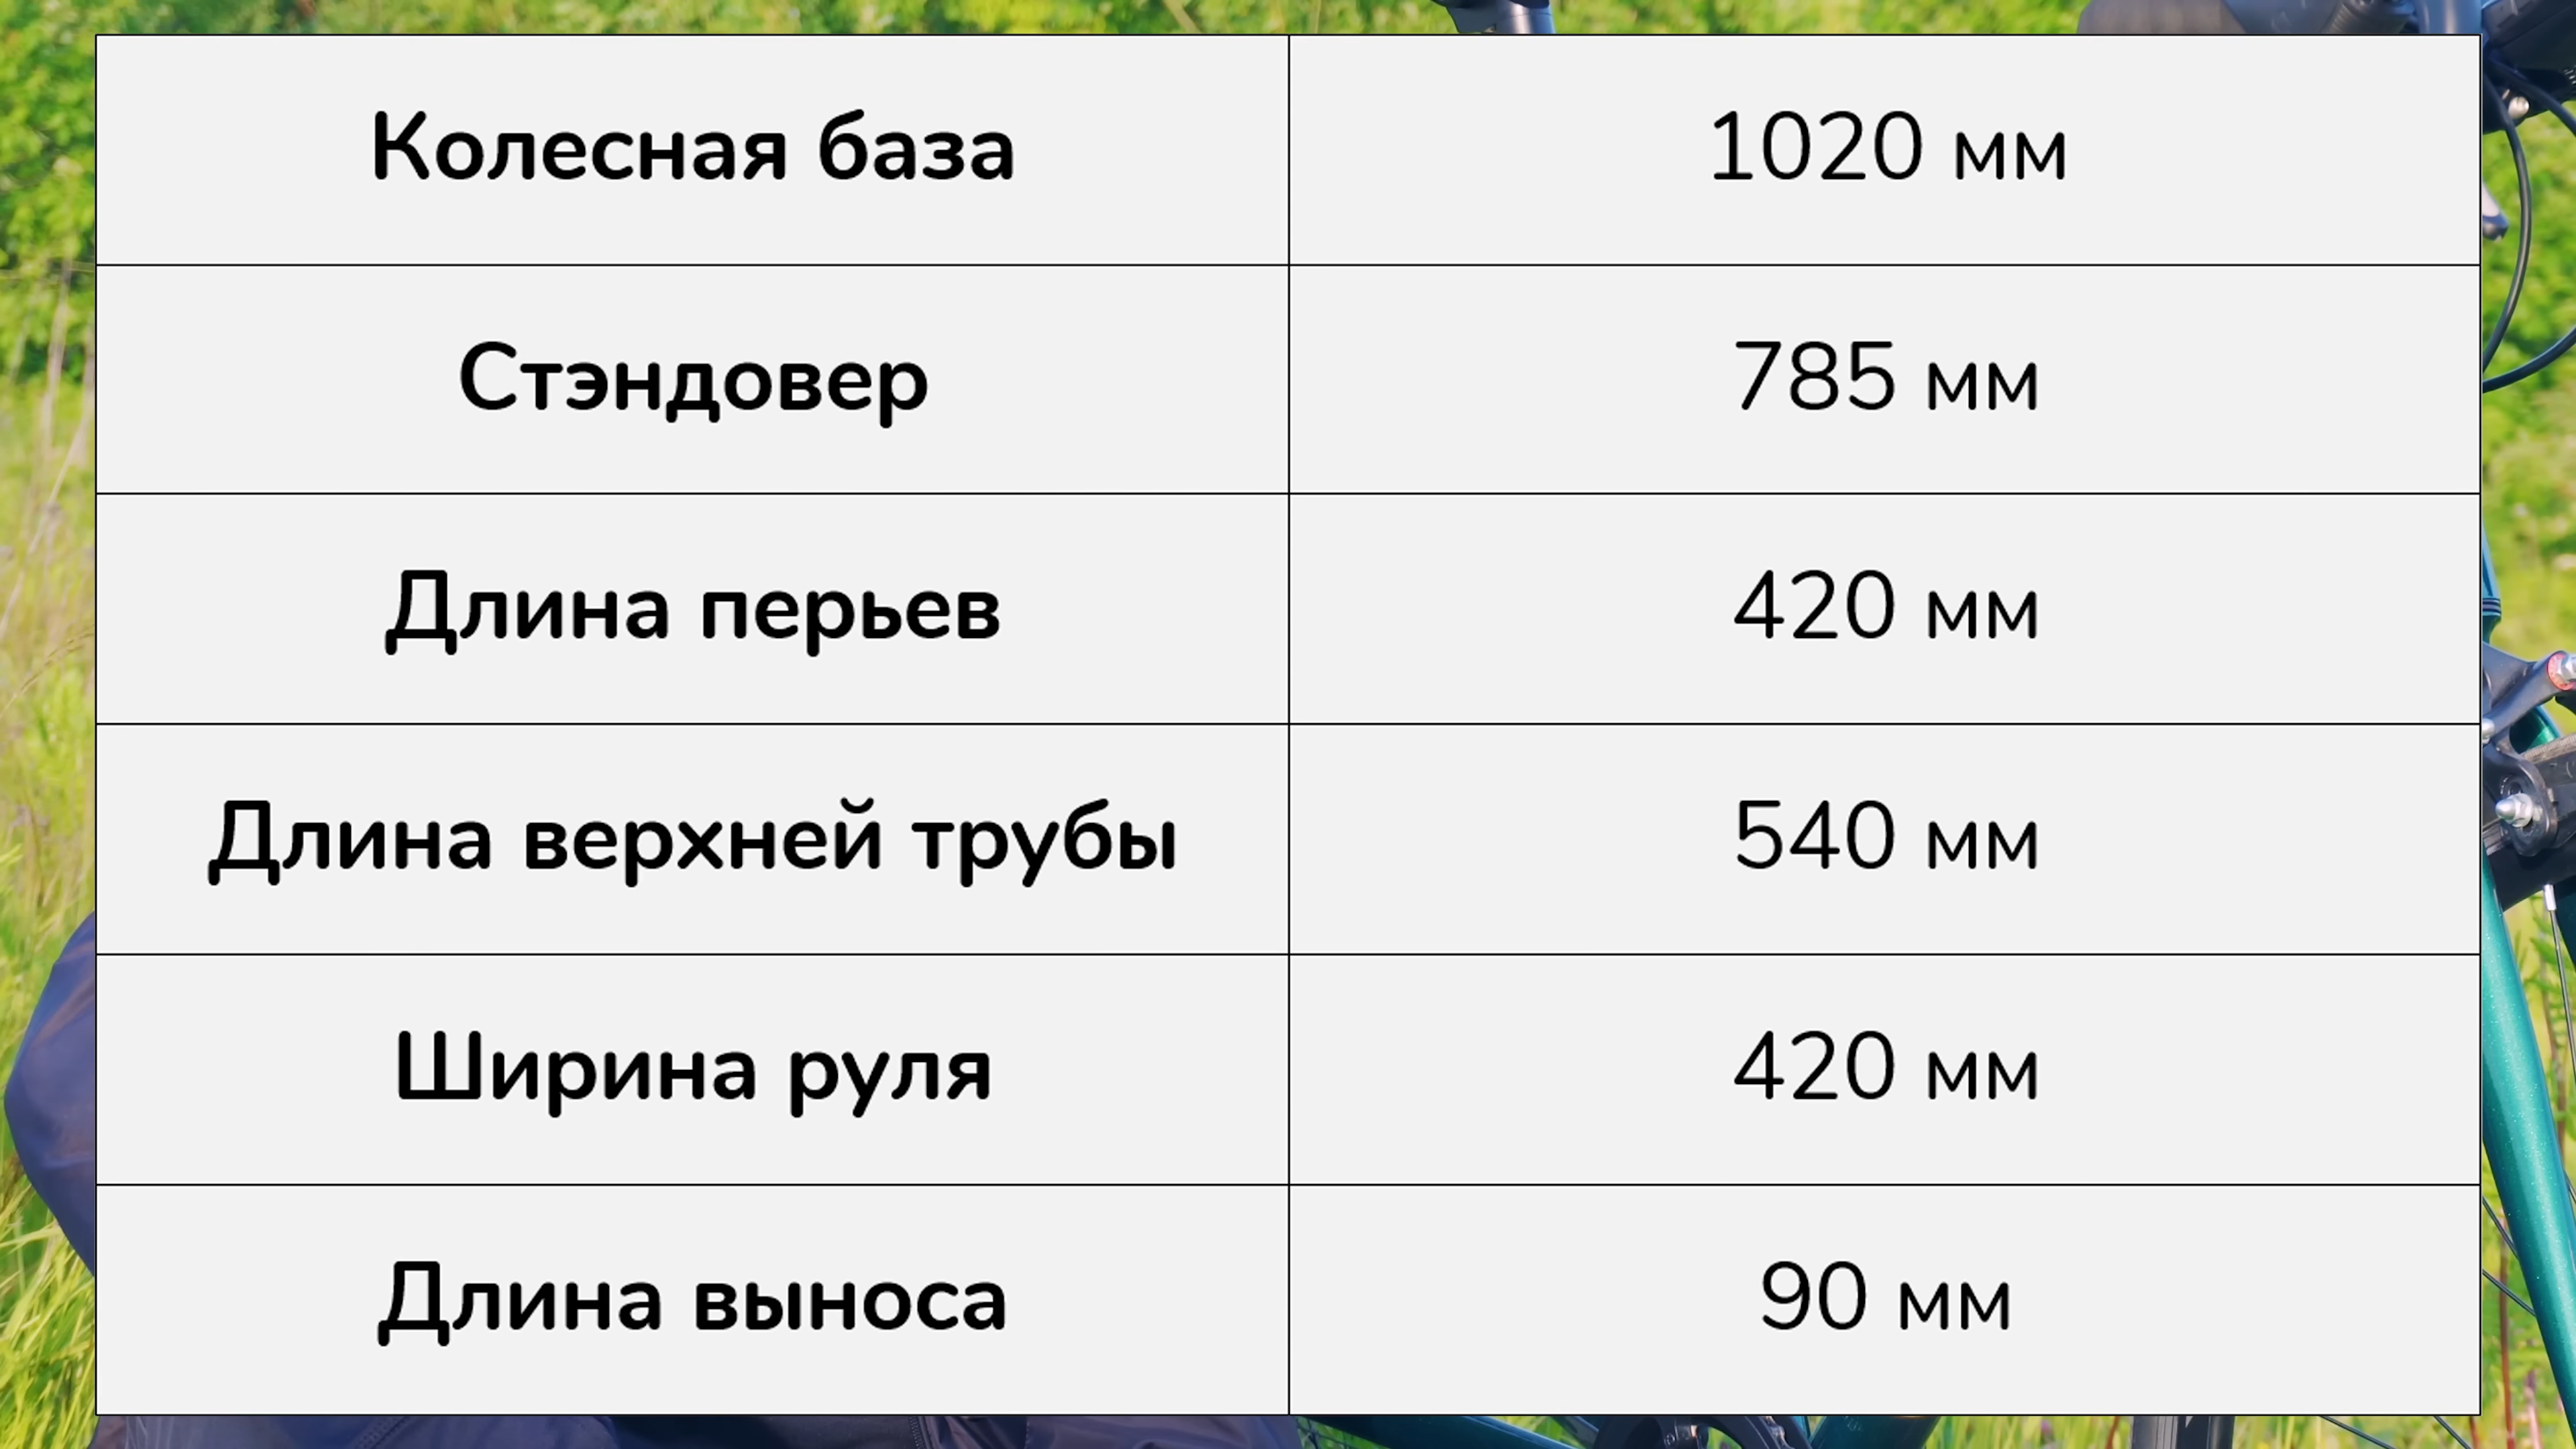 Колесная база 1020 мм
Стэндовер 785 мм
Длина перьев 420 мм
Длина верхней трубы 540 мм
Ширина руля 420 мм
Длина выноса 90 мм